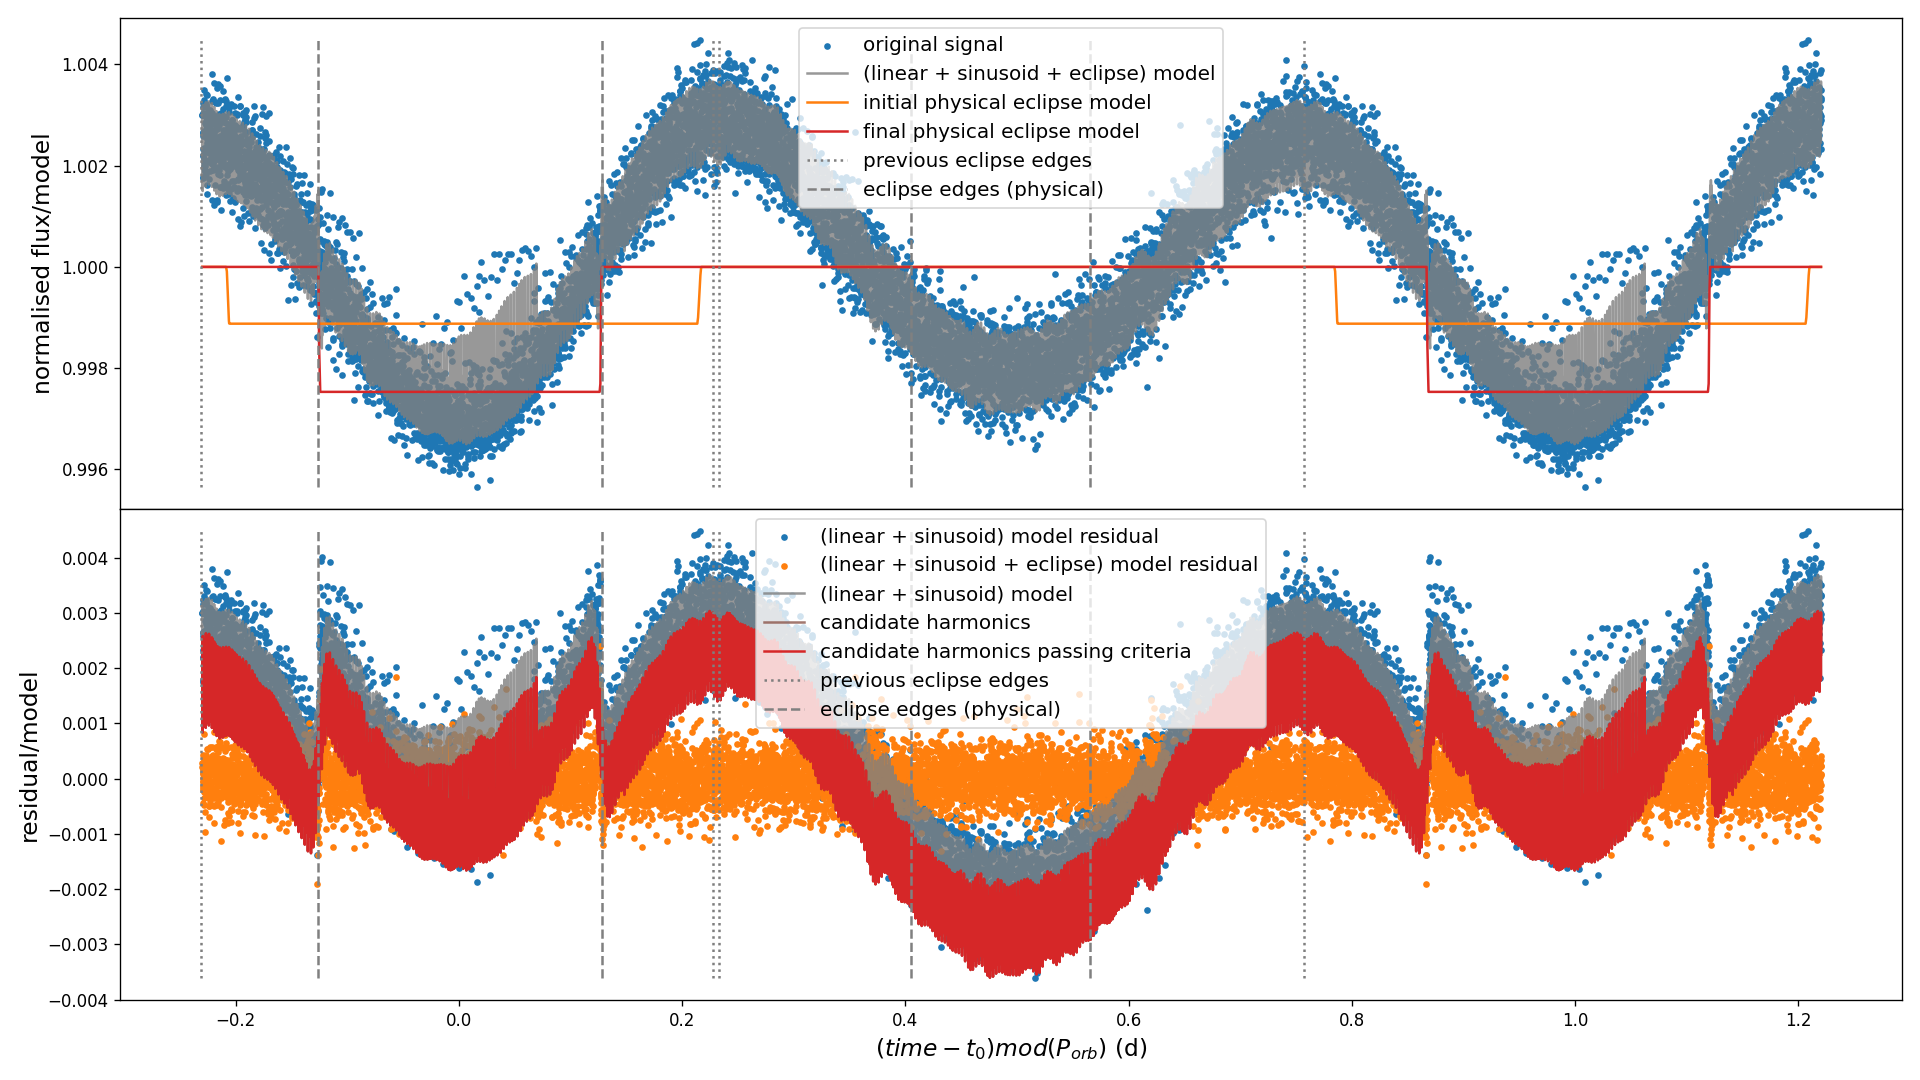 normalised flux/model
1.004
1.002
1.000
0.998
0.996
original signal
(linear + sinusoid + eclipse) model
initial physical eclipse model
final physical eclipse model
previous eclipse edges
eclipse edges (physical)
residual/model
0.004
0.003
0.002
0.001
0.000
−0.001
−0.002
−0.003
−0.004
(linear + sinusoid) model residual
(linear + sinusoid + eclipse) model residual
(linear + sinusoid) model
candidate harmonics
candidate harmonics passing criteria
previous eclipse edges
eclipse edges (physical)
−0.2 0.0 0.2 0.4 0.6 0.8 1.0 1.2
(time − t₀)mod(P_{orb}) (d)